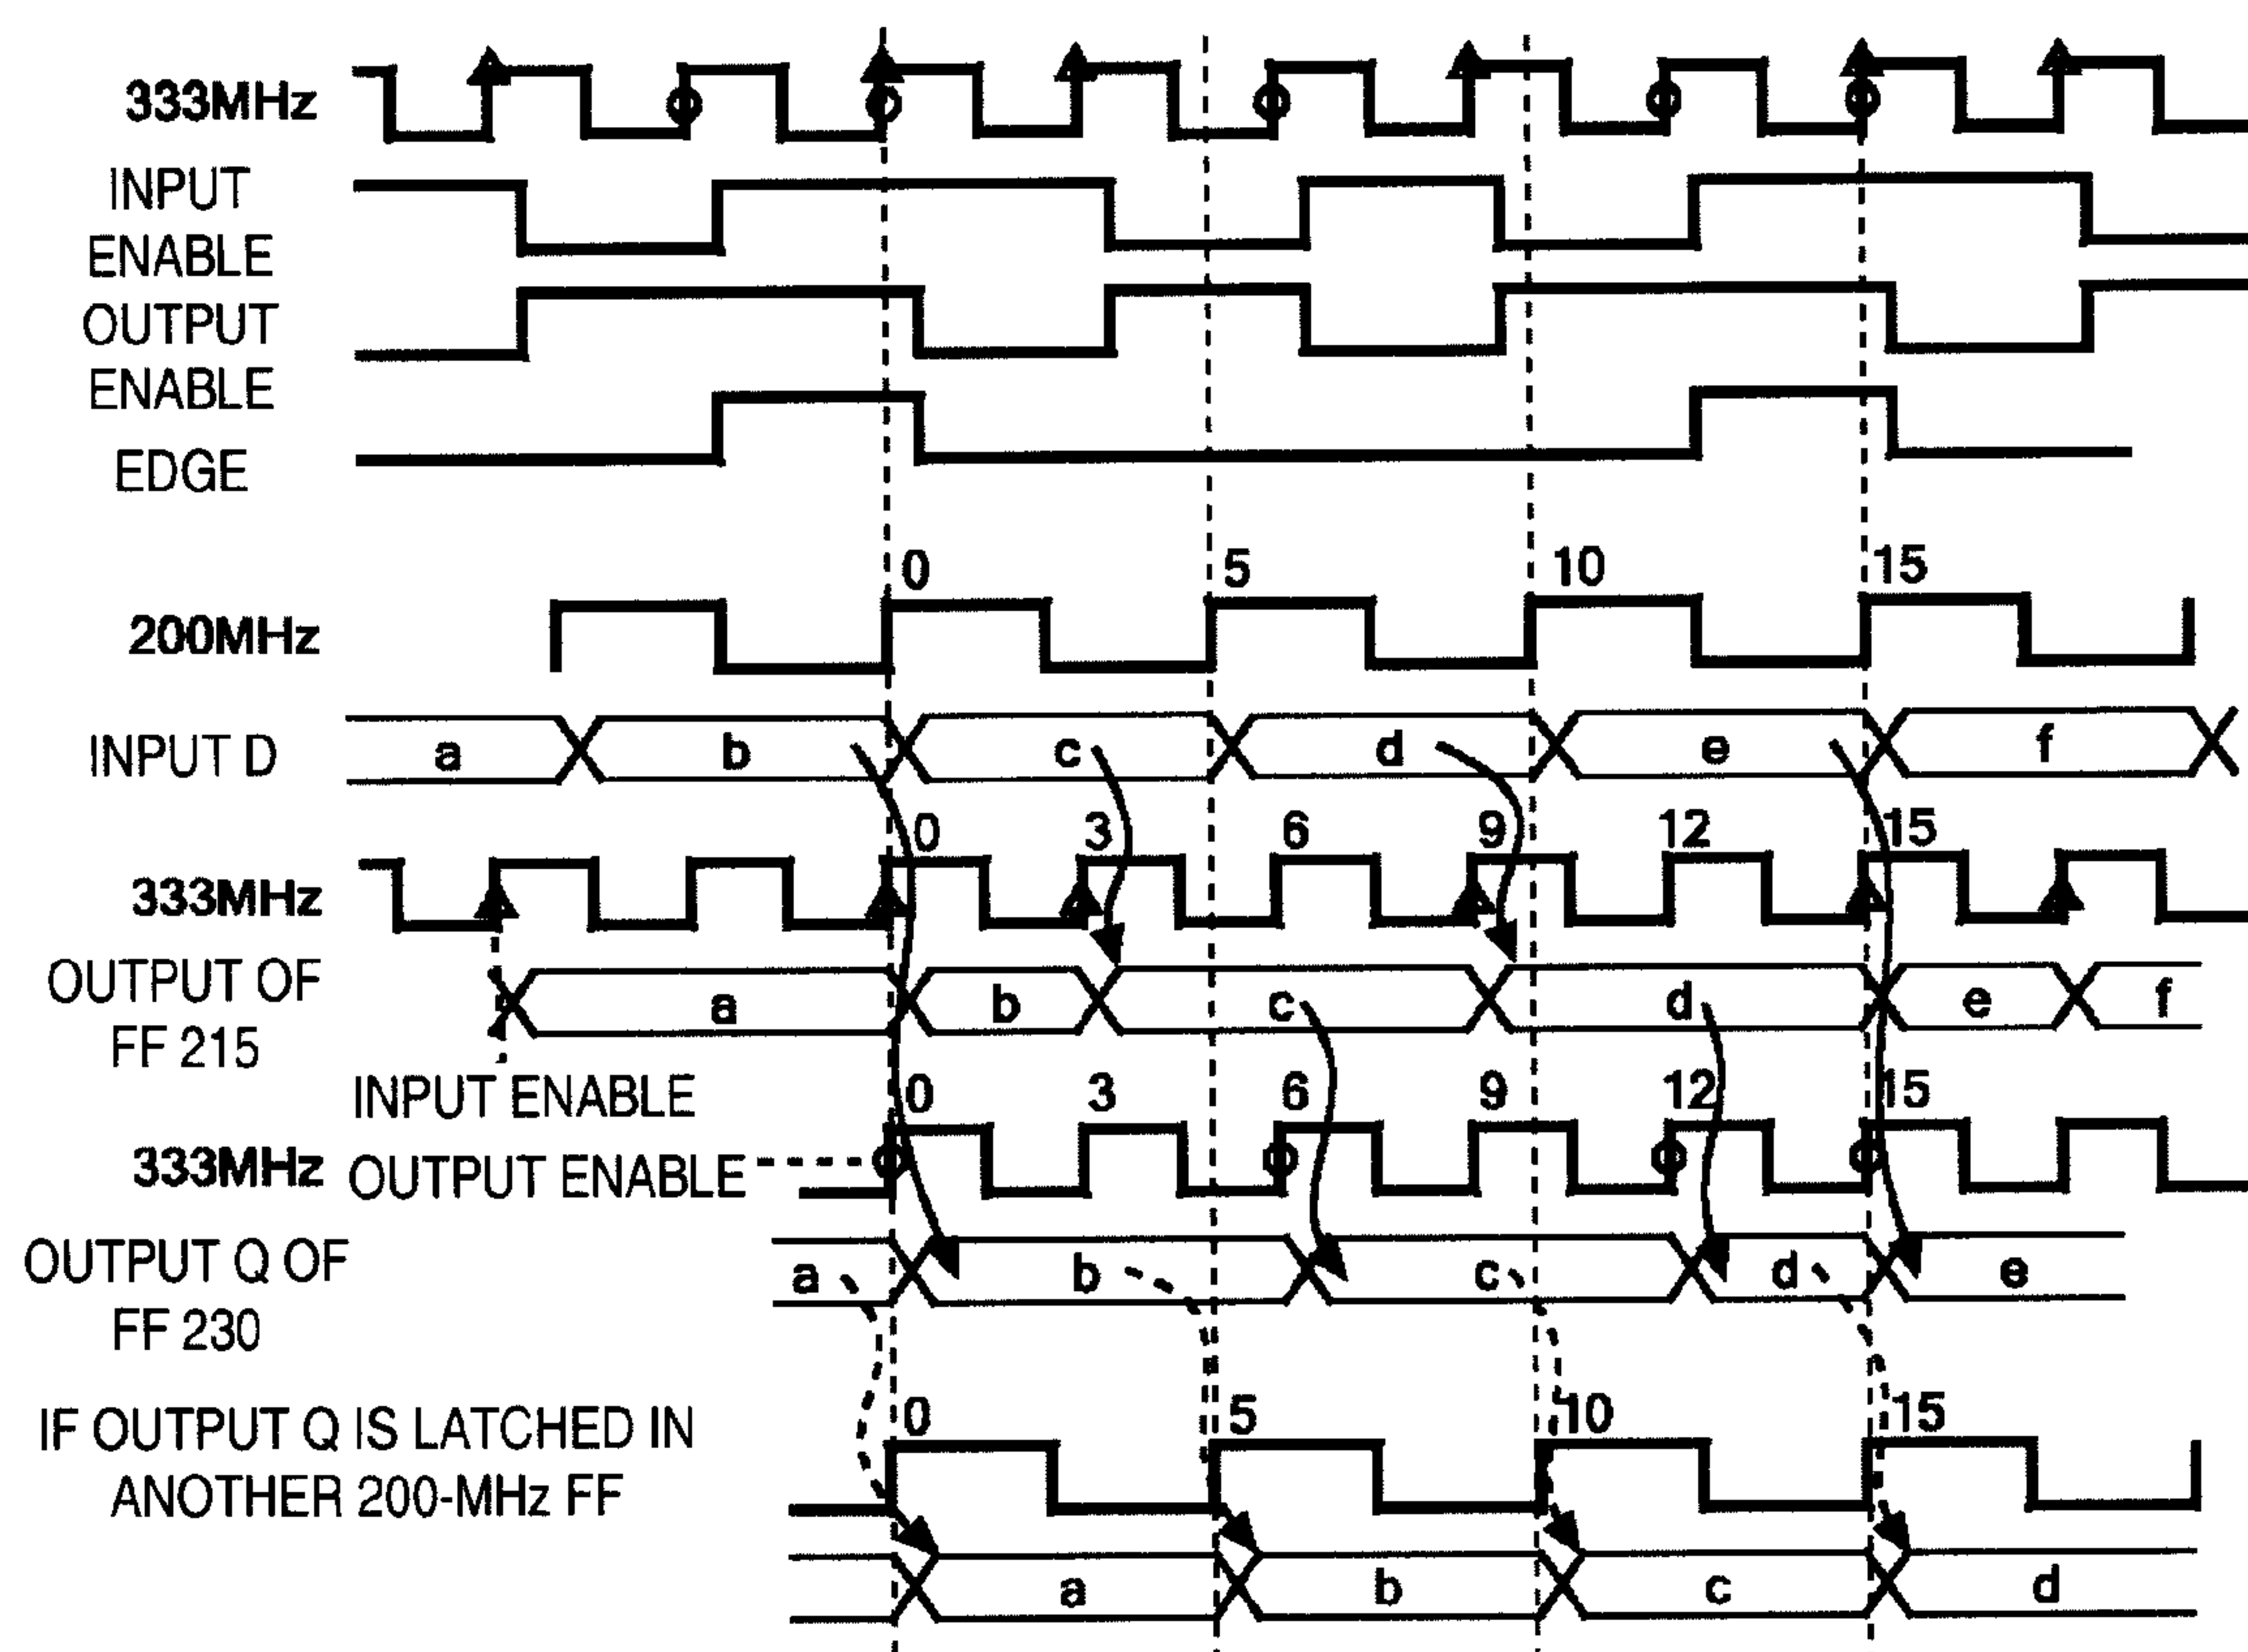 333MHz
INPUT
ENABLE
OUTPUT
ENABLE
EDGE
0 5 10 15
200MHz
INPUT D a b c d e f
0 3 6 9 12 15
333MHz
OUTPUT OF
FF 215
a b c d e f
INPUT ENABLE
0 3 6 9 12 15
333MHz OUTPUT ENABLE
OUTPUT Q OF
FF 230
a b c d e
IF OUTPUT Q IS LATCHED IN
ANOTHER 200-MHz FF
0 5 10 15
a b c d